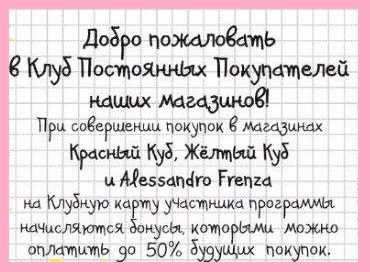 Добро пожаловать
в Клуб Постоянных Покупателей
наших магазинов!
При совершении покупок в магазинах
Красный Куб, Жёлтый Куб
и Alessandro Frenza
на Клубную карту участника программы
начисляются бонусы, которыми можно
оплатить до 50% будущих покупок.